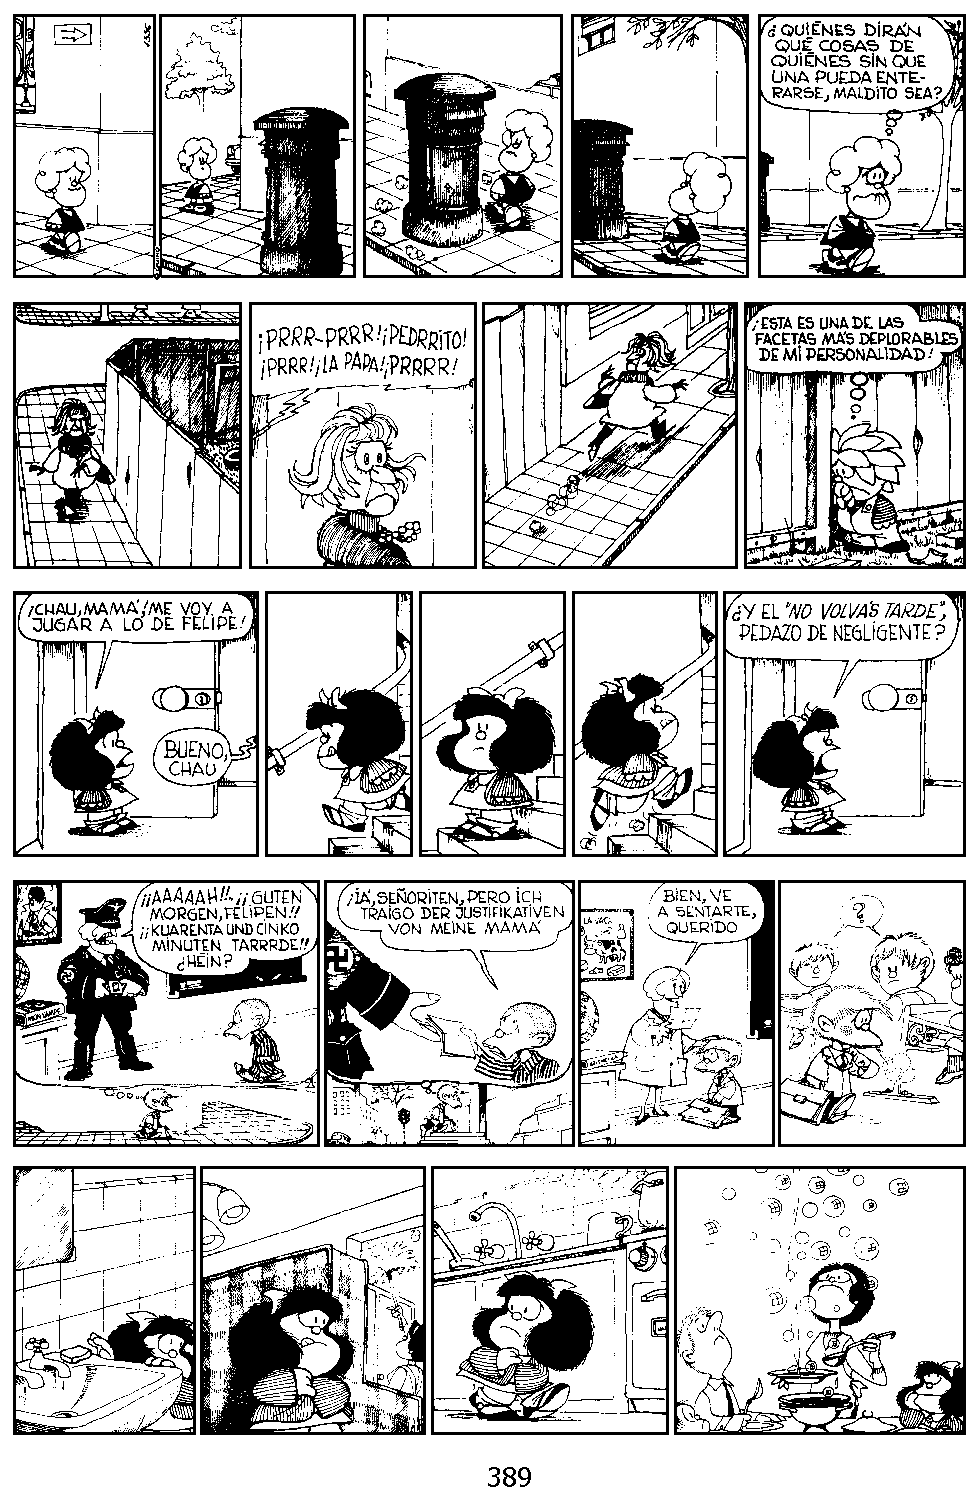 ¿QUIÉNES DIRÁN
QUÉ COSAS DE
QUIÉNES SIN QUE
UNA PUEDA ENTE-
RARSE, MALDITO SEA?
¡PRRR-PRRR! ¡PEDRRITO!
¡PRRR! ¡LA PAPA! ¡PRRRR!
¡ESTA ES UNA DE LAS
FACETAS MÁS DEPLORABLES
DE MI PERSONALIDAD!
¡CHAU, MAMÁ! ¡ME VOY A
JUGAR A LO DE FELIPE!
BUENO,
CHAU
¿Y EL "NO VOLVÁS TARDE",
PEDAZO DE NEGLIGENTE?
¡¡AAAAAH!!.. ¡¡GUTEN
MORGEN, FELIPEN!!
¡¡KUARENTA UND CINKO
MINUTEN TARRRDE!!
¿HEIN?
¡IA, SEÑORITEN, PERO ICH
TRAIGO DER JUSTIFIKATIVEN
VON MEINE MAMÁ
LA VACA
BIEN, VE
A SENTARTE,
QUERIDO
?
389